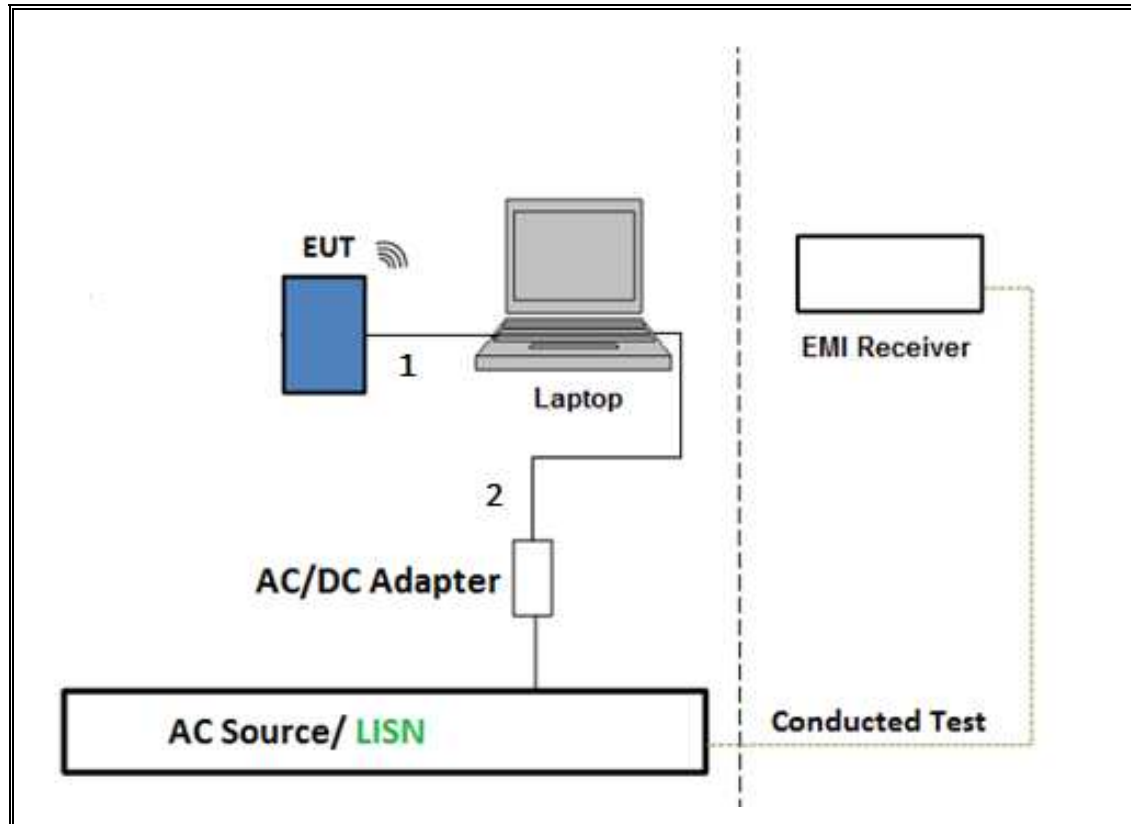 EUT
1
Laptop
EMI Receiver
2
AC/DC Adapter
AC Source/ LISN
Conducted Test